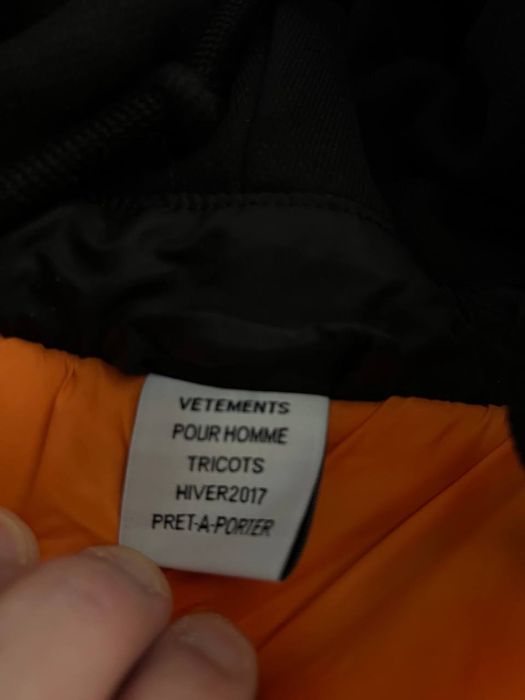 VETEMENTS
POUR HOMME
TRICOTS
HIVER2017
PRET-A-PORTER